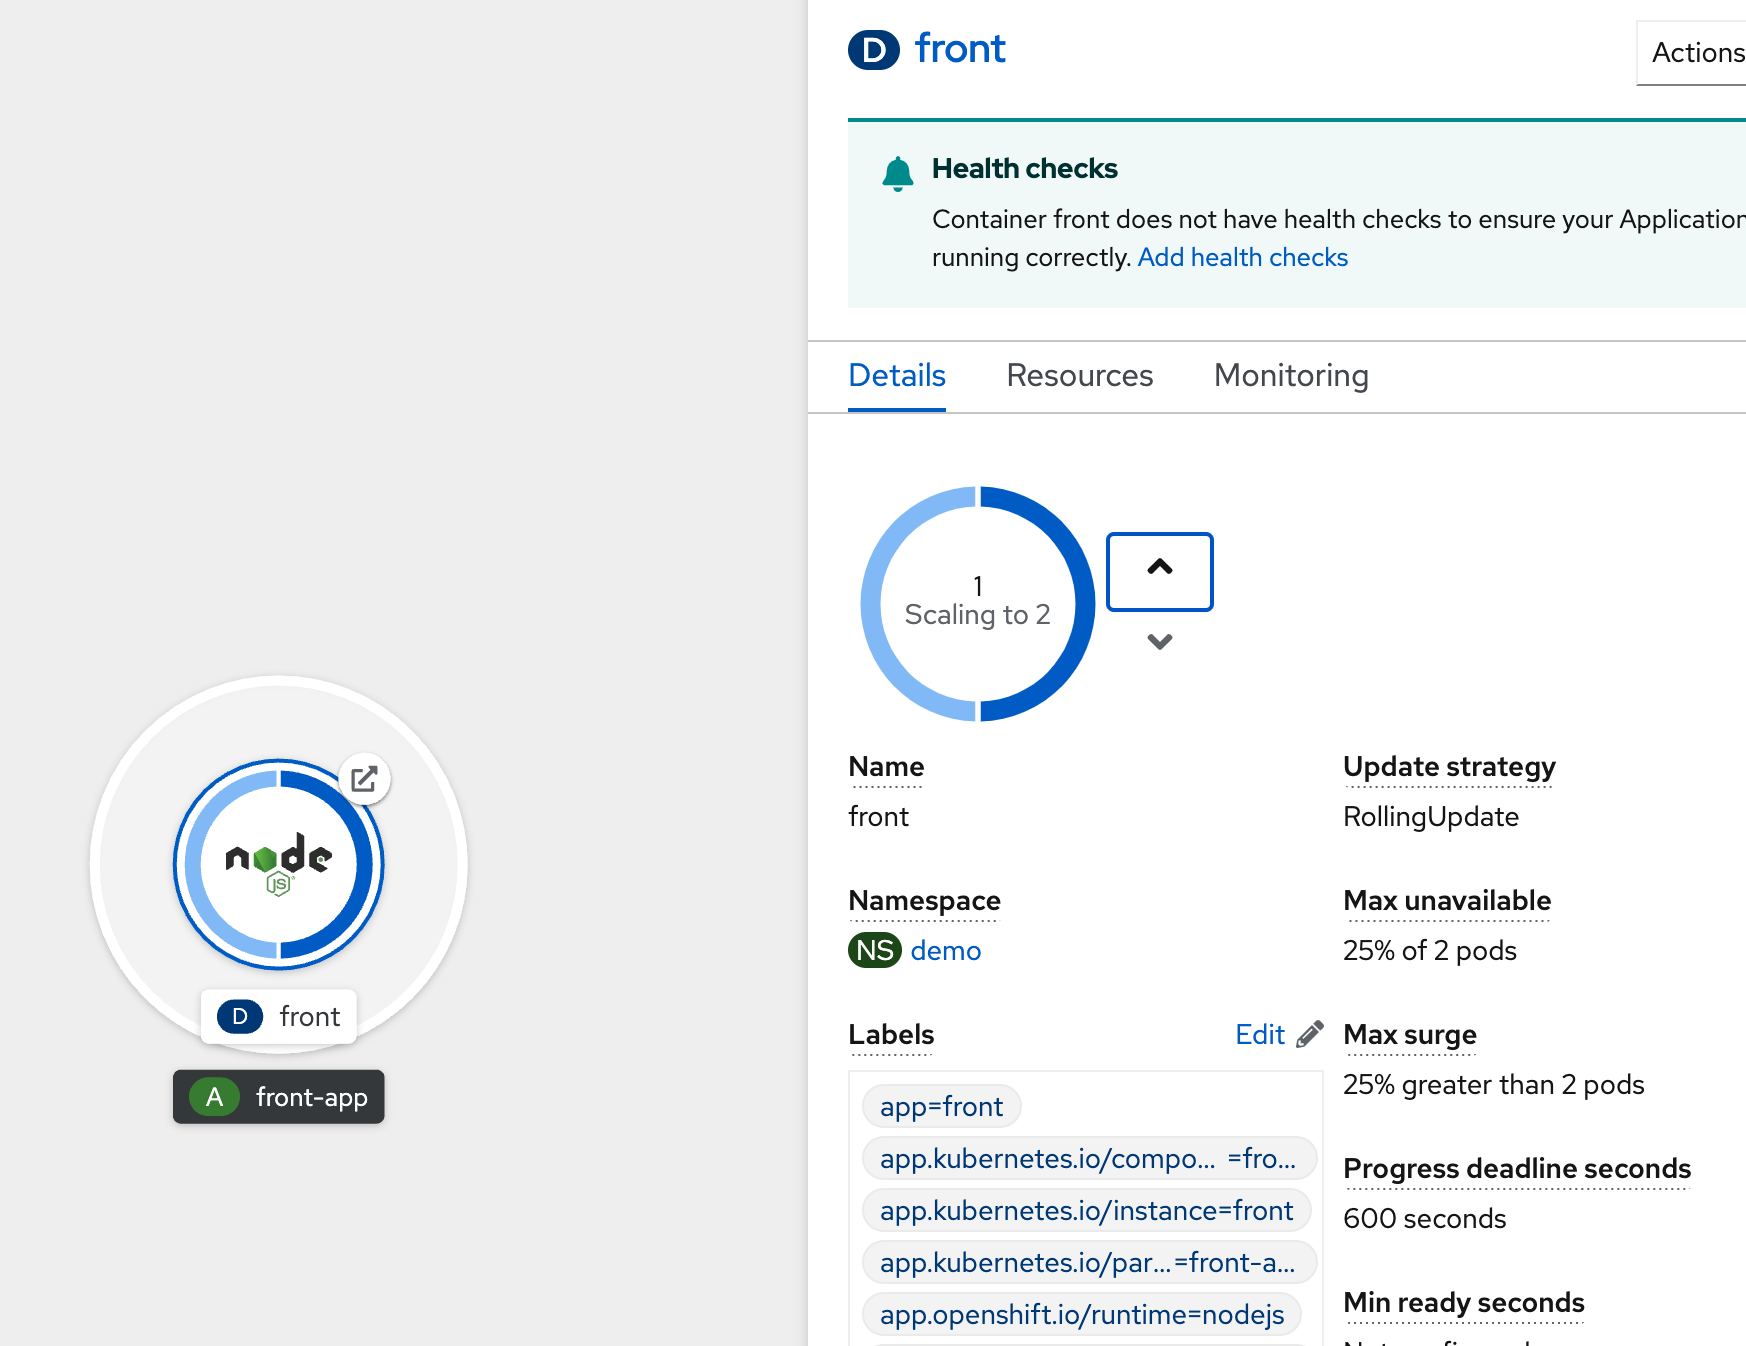 D front
Actions
Health checks
Container front does not have health checks to ensure your Application
running correctly. Add health checks
Details Resources Monitoring
1
Scaling to 2
Name
front
Update strategy
RollingUpdate
Namespace
NS demo
Max unavailable
25% of 2 pods
Labels Edit
Max surge
25% greater than 2 pods
app=front
app.kubernetes.io/compo... =fro...
app.kubernetes.io/instance=front
app.kubernetes.io/par...=front-a...
app.openshift.io/runtime=nodejs
Progress deadline seconds
600 seconds
Min ready seconds
node
JS
D front
A front-app